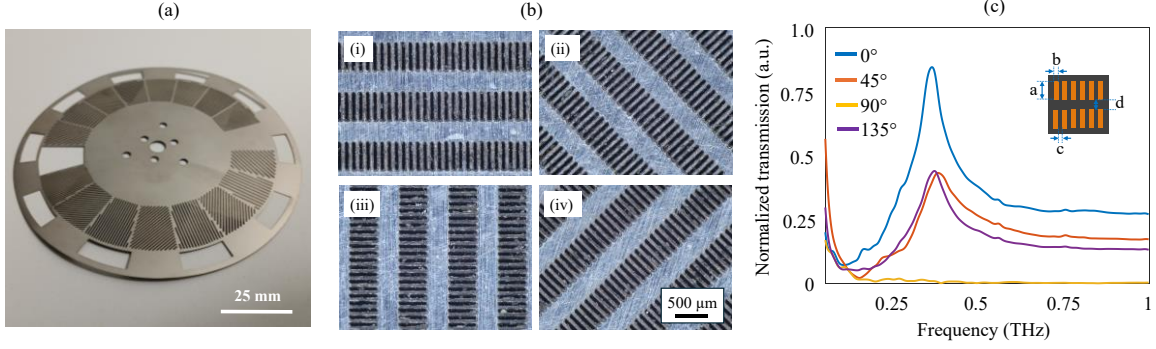 (a)
25 mm
(b)
(i)
(ii)
(iii)
(iv)
500 µm
(c)
Normalized transmission (a.u.)
1.0
0.75
0.5
0.25
0
0°
45°
90°
135°
a
b
c
d
0.25
0.5
0.75
1
Frequency (THz)